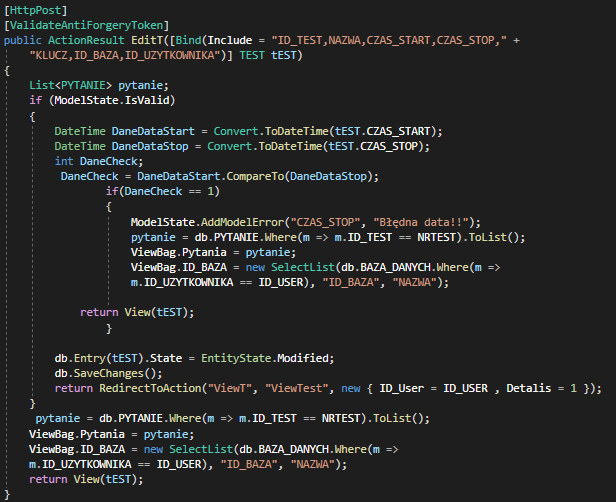 [HttpPost]
[ValidateAntiForgeryToken]
public ActionResult EditT([Bind(Include = "ID_TEST,NAZWA,CZAS_START,CZAS_STOP," +
"KLUCZ,ID_BAZA,ID_UZYTKOWNIKA")] TEST tEST)
{
List<PYTANIE> pytanie;
if (ModelState.IsValid)
{
DateTime DaneDataStart = Convert.ToDateTime(tEST.CZAS_START);
DateTime DaneDataStop = Convert.ToDateTime(tEST.CZAS_STOP);
int DaneCheck;
DaneCheck = DaneDataStart.CompareTo(DaneDataStop);
if(DaneCheck == 1)
{
ModelState.AddModelError("CZAS_STOP", "Błędna data!!");
pytanie = db.PYTANIE.Where(m => m.ID_TEST == NRTEST).ToList();
ViewBag.Pytania = pytanie;
ViewBag.ID_BAZA = new SelectList(db.BAZA_DANYCH.Where(m =>
m.ID_UZYTKOWNIKA == ID_USER), "ID_BAZA", "NAZWA");
return View(tEST);
}
db.Entry(tEST).State = EntityState.Modified;
db.SaveChanges();
return RedirectToAction("ViewT", "ViewTest", new { ID_User = ID_USER , Detalis = 1 });
}
pytanie = db.PYTANIE.Where(m => m.ID_TEST == NRTEST).ToList();
ViewBag.Pytania = pytanie;
ViewBag.ID_BAZA = new SelectList(db.BAZA_DANYCH.Where(m =>
m.ID_UZYTKOWNIKA == ID_USER), "ID_BAZA", "NAZWA");
return View(tEST);
}